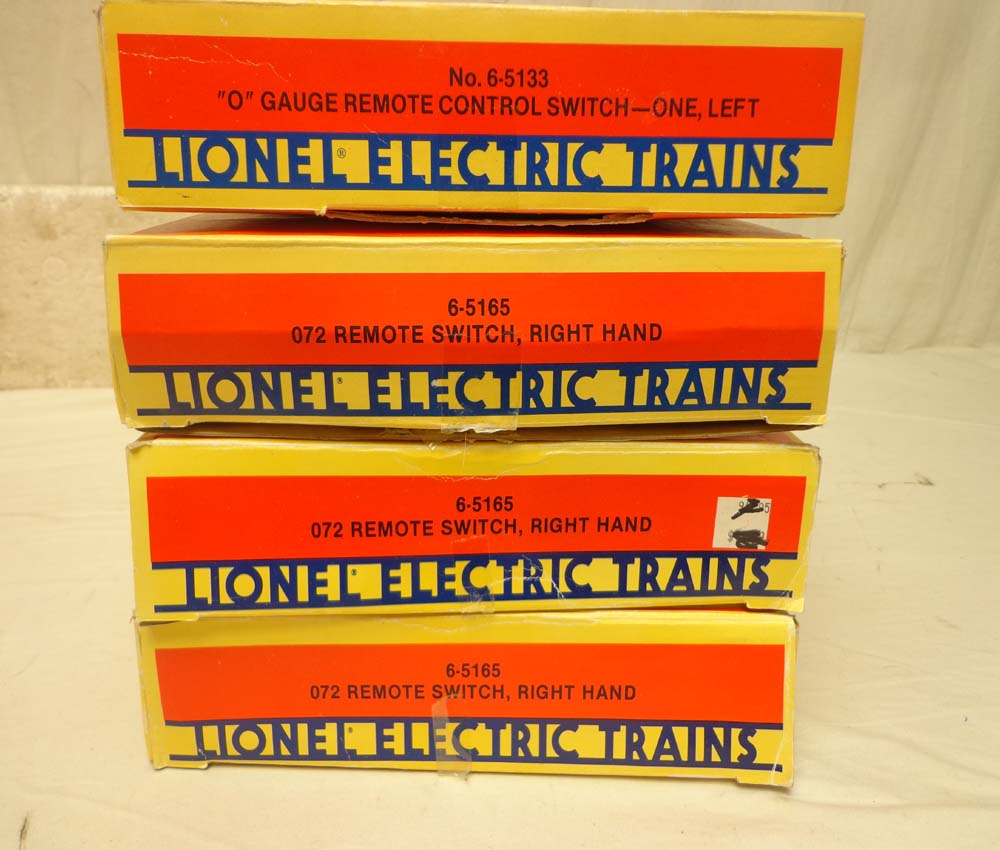 No. 6-5133
"O" GAUGE REMOTE CONTROL SWITCH—ONE, LEFT
LIONEL® ELECTRIC TRAINS
6-5165
072 REMOTE SWITCH, RIGHT HAND
LIONEL® ELECTRIC TRAINS
6-5165
072 REMOTE SWITCH, RIGHT HAND
LIONEL® ELECTRIC TRAINS
6-5165
072 REMOTE SWITCH, RIGHT HAND
LIONEL® ELECTRIC TRAINS